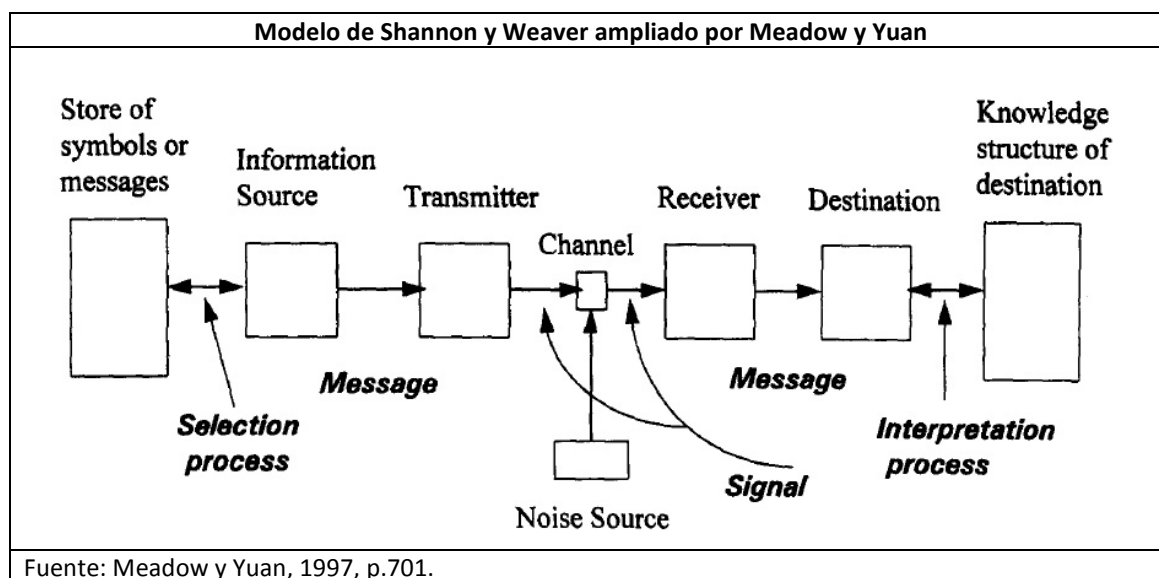 Modelo de Shannon y Weaver ampliado por Meadow y Yuan
Store of
symbols or
messages
Information
Source
Transmitter
Channel
Receiver
Destination
Knowledge
structure of
destination
Message
Message
Selection
process
Interpretation
process
Signal
Noise Source
Fuente: Meadow y Yuan, 1997, p.701.